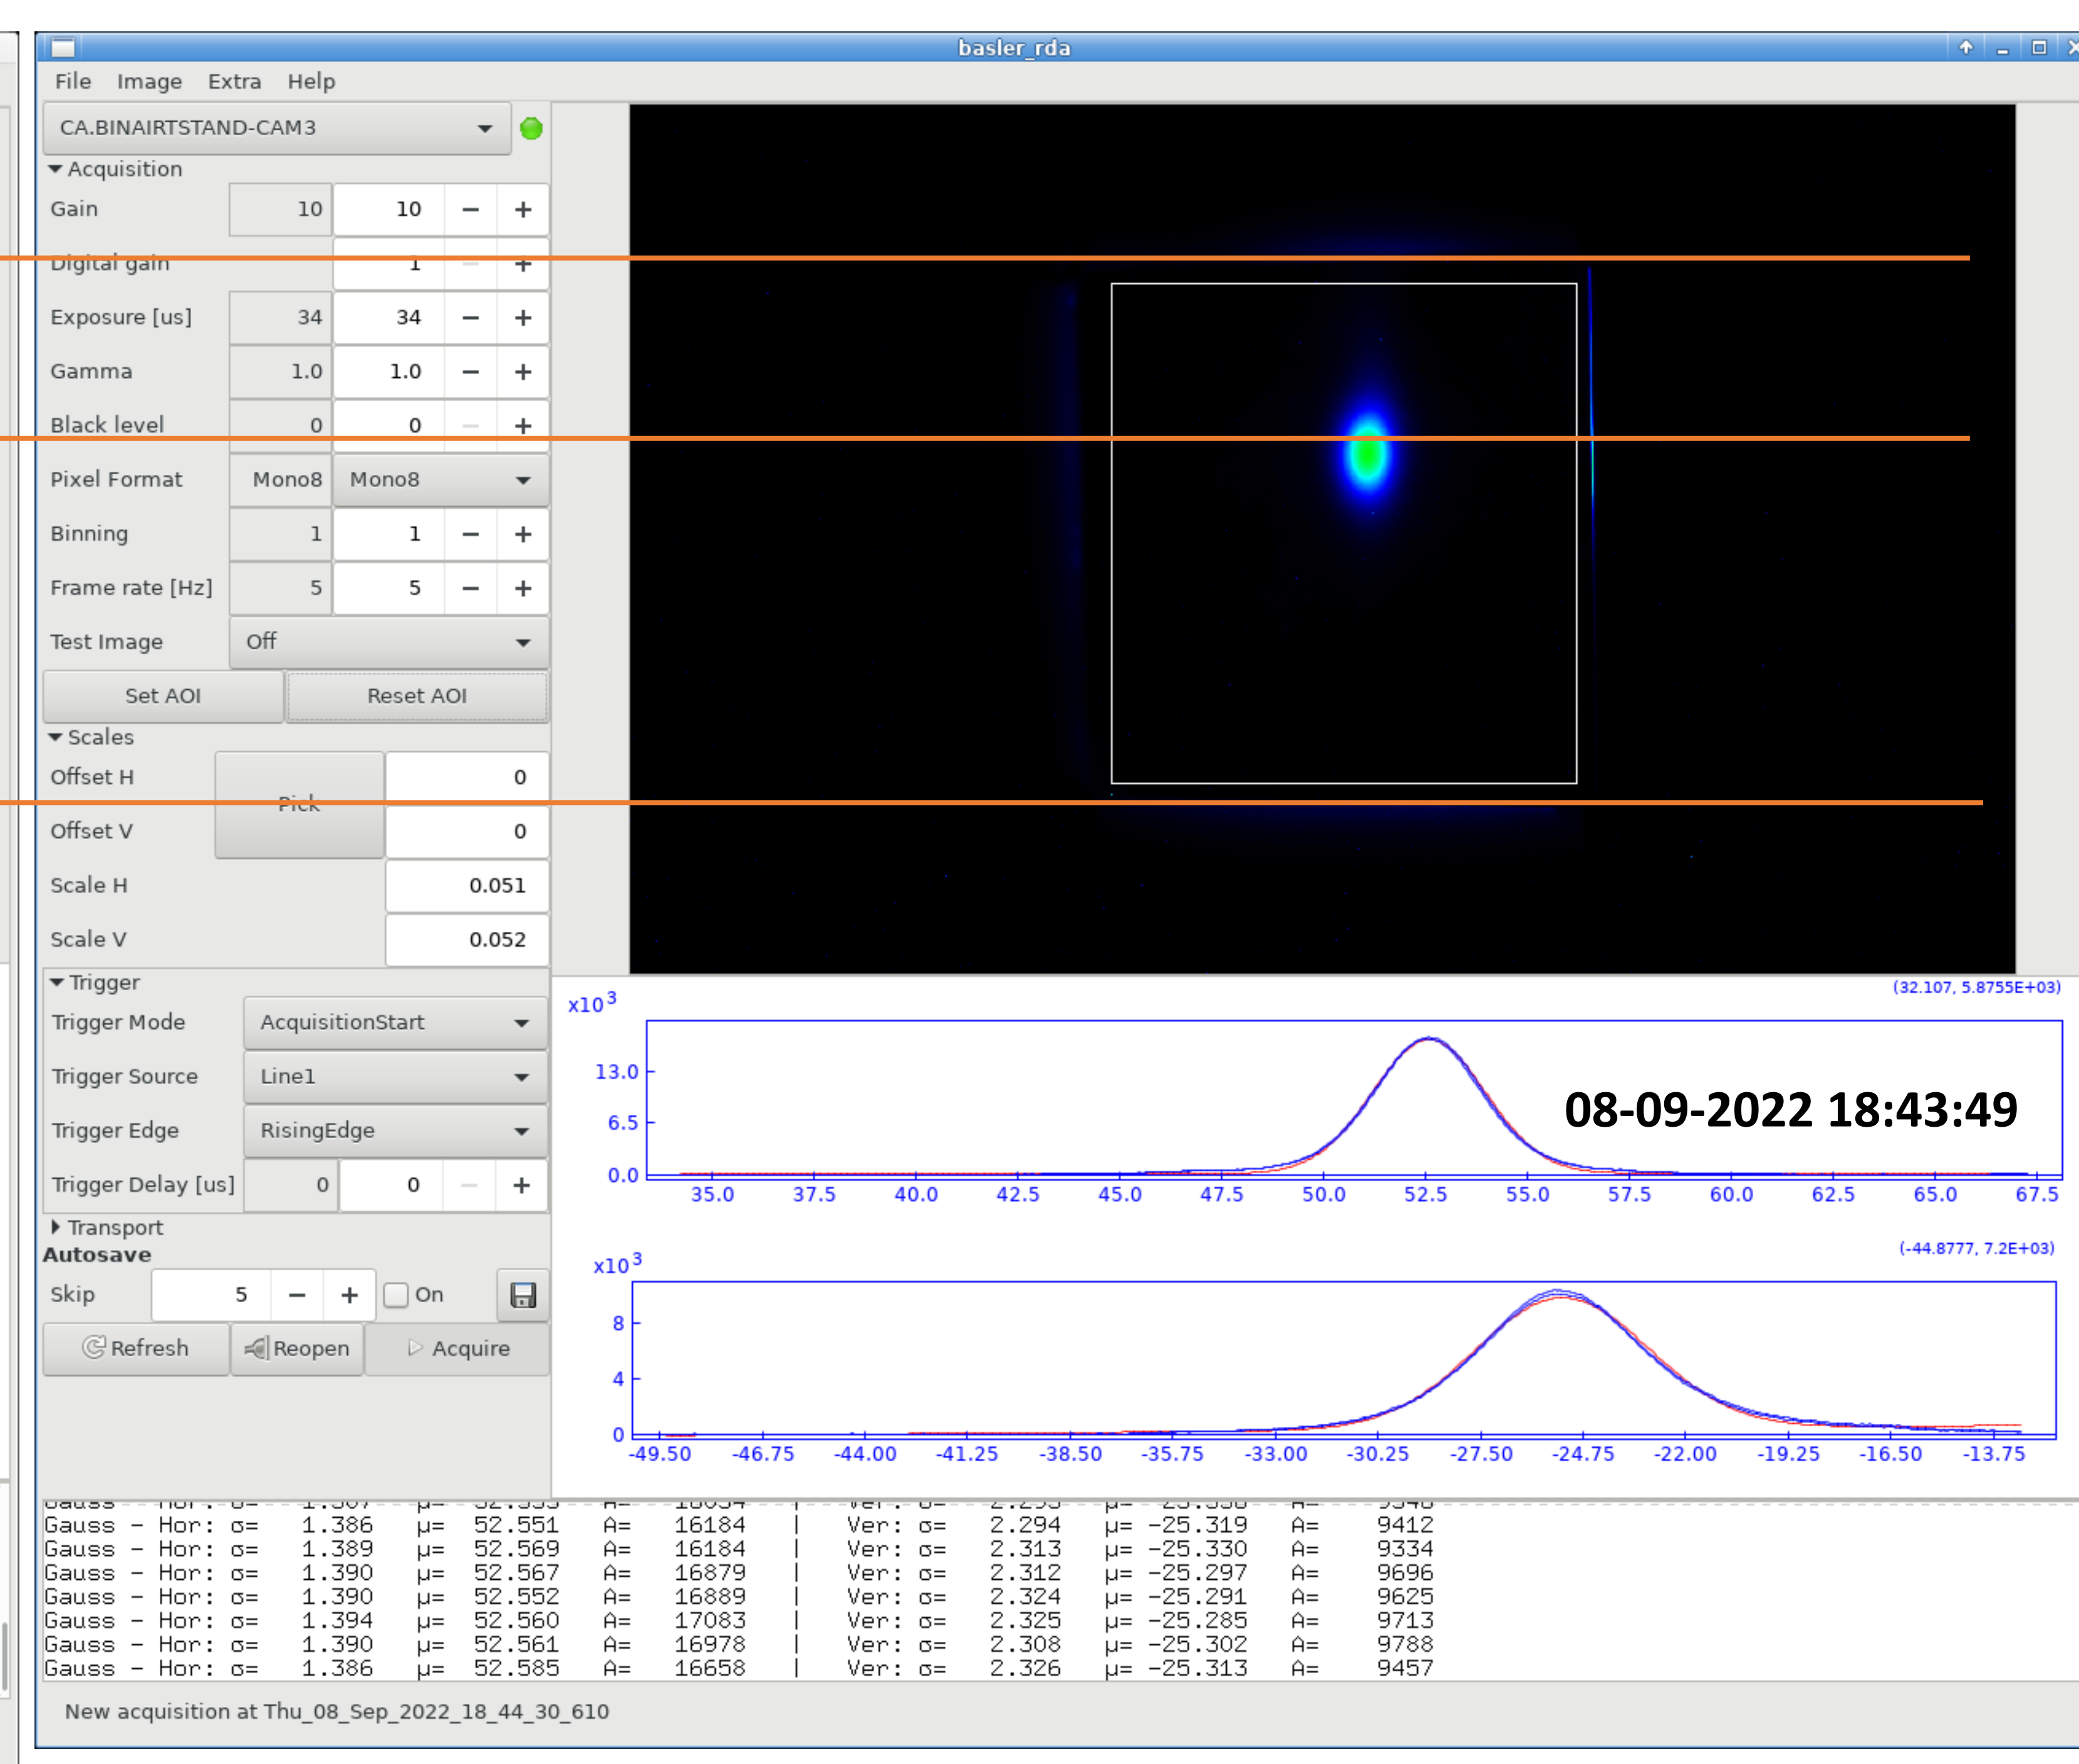 basler_rda
File Image Extra Help
CA.BINAIRTSTAND-CAM3
Acquisition
Gain 10 10 − +
Digital gain 1 − +
Exposure [us] 34 34 − +
Gamma 1.0 1.0 − +
Black level 0 0 − +
Pixel Format Mono8 Mono8
Binning 1 1 − +
Frame rate [Hz] 5 5 − +
Test Image Off
Set AOI Reset AOI
Scales
Offset H 0
Pick
Offset V 0
Scale H 0.051
Scale V 0.052
Trigger
Trigger Mode AcquisitionStart
Trigger Source Line1
Trigger Edge RisingEdge
Trigger Delay [us] 0 0 − +
Transport
Autosave
Skip 5 − + On
Refresh Reopen Acquire
x10³ (32.107, 5.8755E+03)
13.0
6.5
0.0
08-09-2022 18:43:49
35.0 37.5 40.0 42.5 45.0 47.5 50.0 52.5 55.0 57.5 60.0 62.5 65.0 67.5
x10³ (-44.8777, 7.2E+03)
8
4
0
-49.50 -46.75 -44.00 -41.25 -38.50 -35.75 -33.00 -30.25 -27.50 -24.75 -22.00 -19.25 -16.50 -13.75
Gauss - Hor: σ= 1.386 μ= 52.551 A= 16184 | Ver: σ= 2.294 μ= -25.319 A= 9412
Gauss - Hor: σ= 1.389 μ= 52.569 A= 16184 | Ver: σ= 2.313 μ= -25.330 A= 9334
Gauss - Hor: σ= 1.390 μ= 52.567 A= 16879 | Ver: σ= 2.312 μ= -25.297 A= 9696
Gauss - Hor: σ= 1.390 μ= 52.552 A= 16889 | Ver: σ= 2.324 μ= -25.291 A= 9625
Gauss - Hor: σ= 1.394 μ= 52.560 A= 17083 | Ver: σ= 2.325 μ= -25.285 A= 9713
Gauss - Hor: σ= 1.390 μ= 52.561 A= 16978 | Ver: σ= 2.308 μ= -25.302 A= 9788
Gauss - Hor: σ= 1.386 μ= 52.585 A= 16658 | Ver: σ= 2.326 μ= -25.313 A= 9457
New acquisition at Thu_08_Sep_2022_18_44_30_610